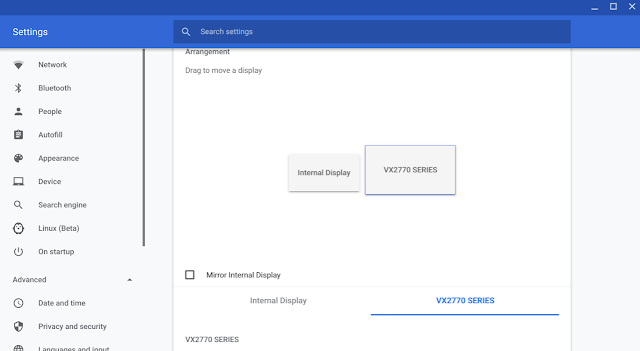 Settings
Search settings
Network
Bluetooth
People
Autofill
Appearance
Device
Search engine
Linux (Beta)
On startup
Advanced
Date and time
Privacy and security
Languages and input
Arrangement
Drag to move a display
Internal Display
VX2770 SERIES
Mirror Internal Display
Internal Display
VX2770 SERIES
VX2770 SERIES